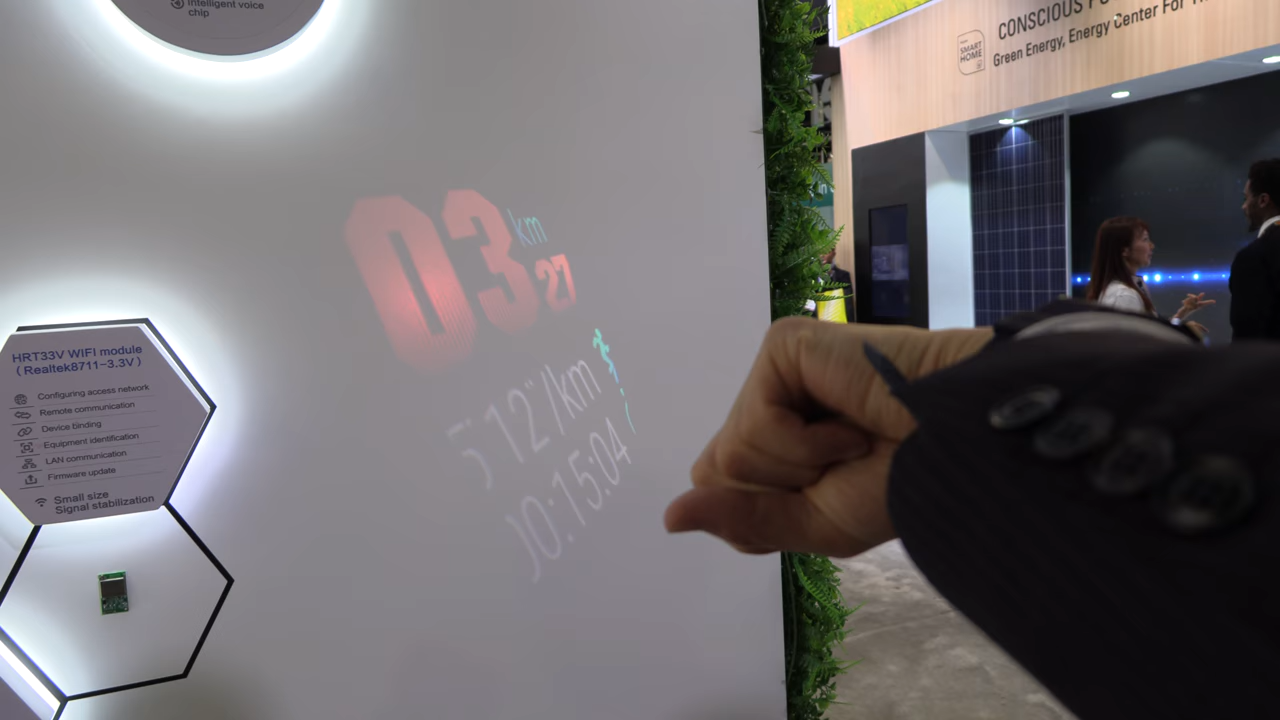 Intelligent voice
chip
CONSCIOUS
Green Energy, Energy Center For
SMART
HOME
03 km
27
12"/km
0:15:04
HRT33V WIFI module
(Realtek8711-3.3V)
Configuring access network
Remote communication
Device binding
Equipment identification
LAN communication
Firmware update
Small size
Signal stabilization